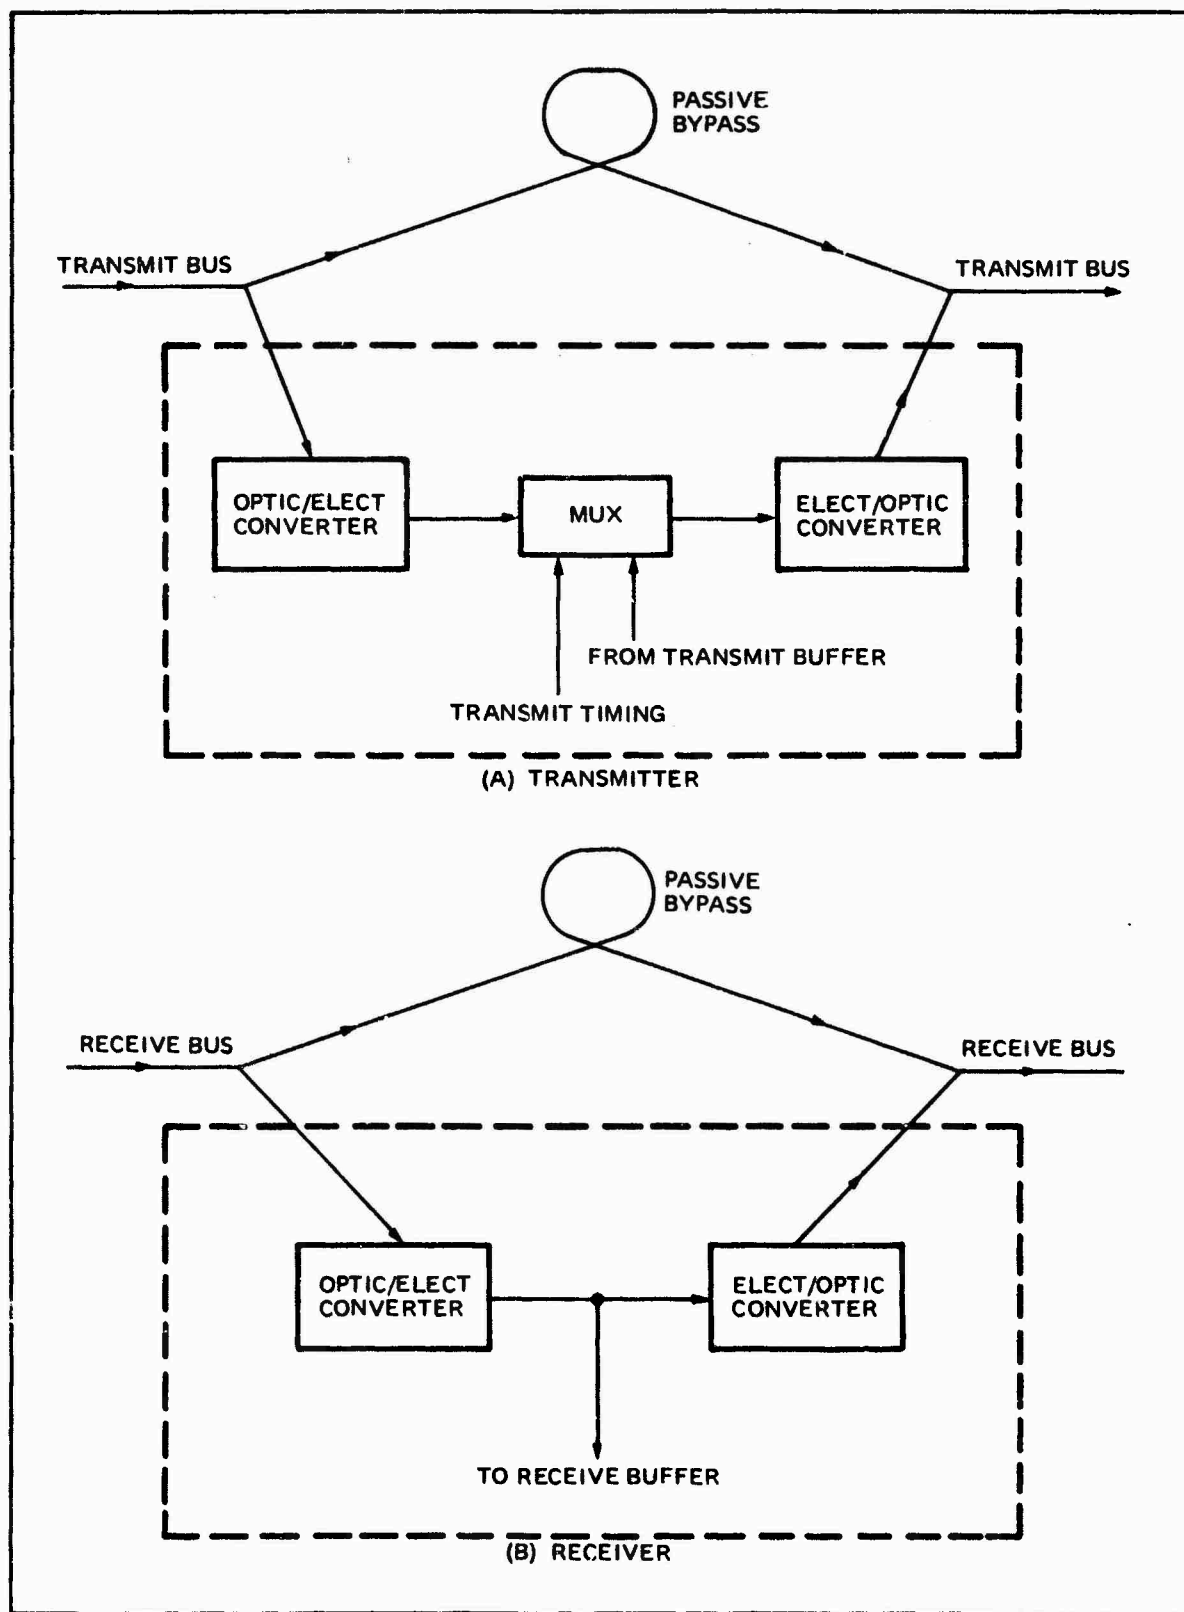 PASSIVE
BYPASS
TRANSMIT BUS
TRANSMIT BUS
OPTIC/ELECT
CONVERTER
MUX
ELECT/OPTIC
CONVERTER
FROM TRANSMIT BUFFER
TRANSMIT TIMING
(A) TRANSMITTER
PASSIVE
BYPASS
RECEIVE BUS
RECEIVE BUS
OPTIC/ELECT
CONVERTER
ELECT/OPTIC
CONVERTER
TO RECEIVE BUFFER
(B) RECEIVER